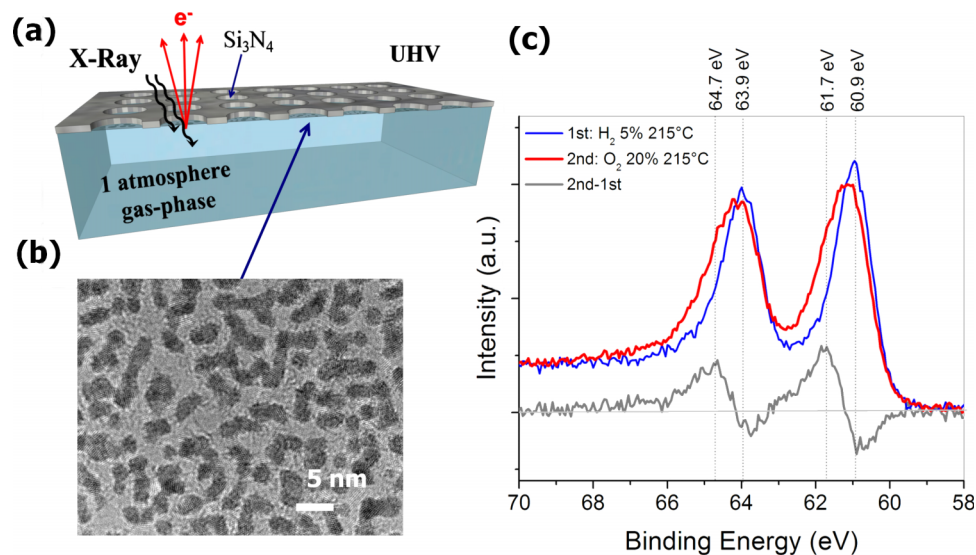 (a)
e-
Si3N4
X-Ray
UHV
1 atmosphere
gas-phase
(b)
5 nm
(c)
64.7 eV
63.9 eV
61.7 eV
60.9 eV
1st: H2 5% 215°C
2nd: O2 20% 215°C
2nd-1st
Intensity (a.u.)
70 68 66 64 62 60 58
Binding Energy (eV)